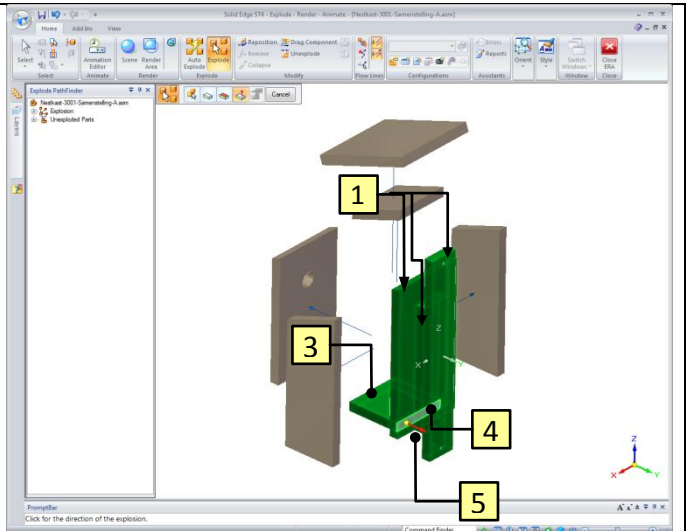 Solid Edge ST4 - Explode - Render - Animate - [Nestkast-3001-Samenstelling-A.asm]
Home Add Ins View
Select
Animation Editor
Scene Render Area
Auto Explode
Explode
Reposition Drag Component
Remove Unexplode
Collapse
Errors
Reports
Orient Style
Switch Windows
Close ERA
Select Animate Render Explode Modify Flow Lines Configurations Assistants Window Close
Explode PathFinder
Cancel
Nestkast-3001-Samenstelling-A.asm
Explosion
Unexploded Parts
Layers
1
3
4
5
Z
X
Y
Z
X
Y
PromptBar
Click for the direction of the explosion.
Command Finder